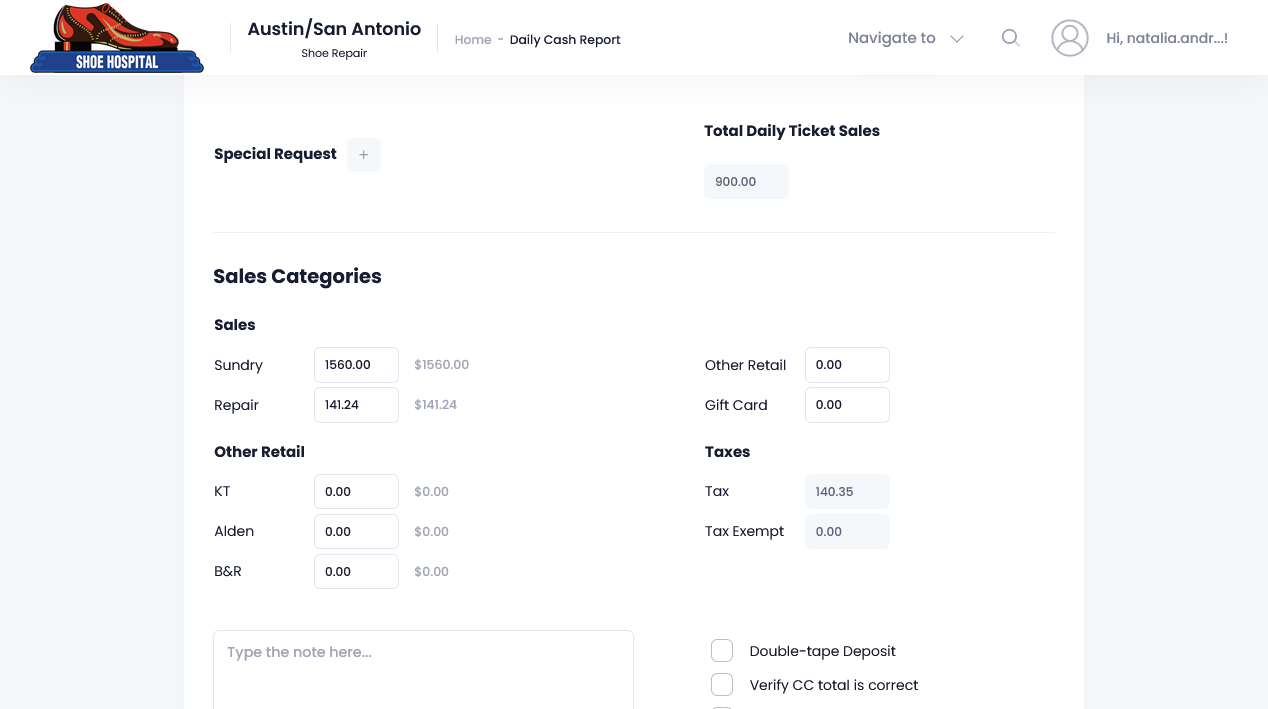 SHOE HOSPITAL
Austin/San Antonio
Shoe Repair
Home - Daily Cash Report
Navigate to
Hi, natalia.andr...!
Special Request +
Total Daily Ticket Sales
900.00
Sales Categories
Sales
Sundry 1560.00 $1560.00
Other Retail 0.00
Repair 141.24 $141.24
Gift Card 0.00
Other Retail
Taxes
KT 0.00 $0.00
Tax 140.35
Alden 0.00 $0.00
Tax Exempt 0.00
B&R 0.00 $0.00
Type the note here...
Double-tape Deposit
Verify CC total is correct